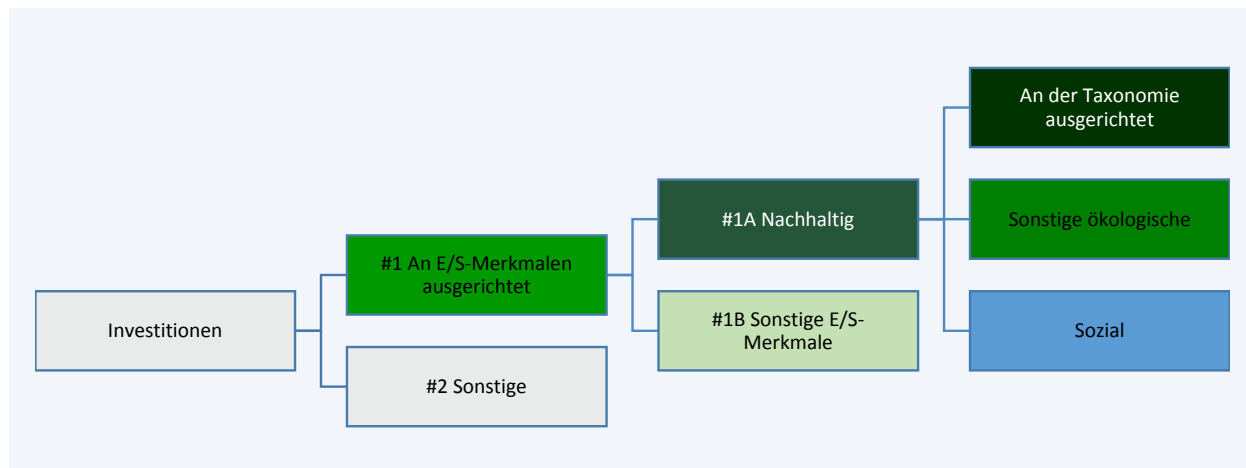 Investitionen
#1 An E/S-Merkmalen
ausgerichtet
#2 Sonstige
#1A Nachhaltig
#1B Sonstige E/S-
Merkmale
An der Taxonomie
ausgerichtet
Sonstige ökologische
Sozial